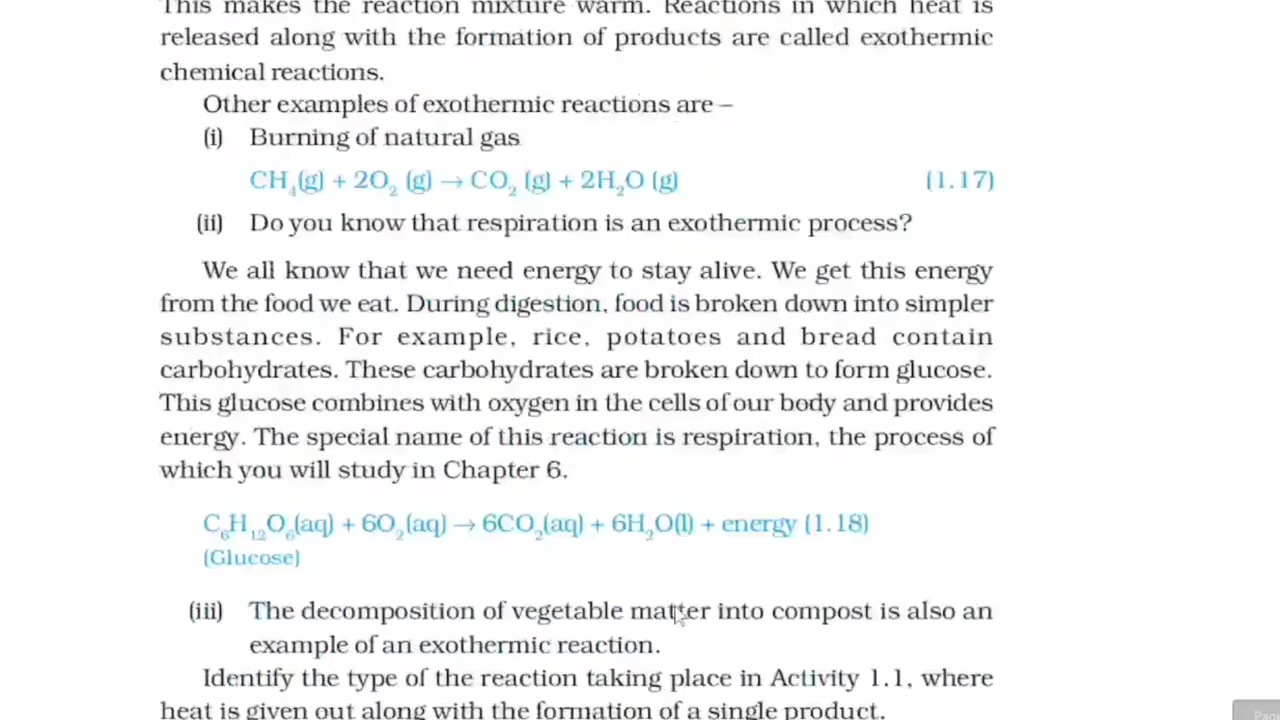 This makes the reaction mixture warm. Reactions in which heat is
released along with the formation of products are called exothermic
chemical reactions.
Other examples of exothermic reactions are –
(i) Burning of natural gas
CH₄(g) + 2O₂ (g) → CO₂ (g) + 2H₂O (g) (1.17)
(ii) Do you know that respiration is an exothermic process?
We all know that we need energy to stay alive. We get this energy
from the food we eat. During digestion, food is broken down into simpler
substances. For example, rice, potatoes and bread contain
carbohydrates. These carbohydrates are broken down to form glucose.
This glucose combines with oxygen in the cells of our body and provides
energy. The special name of this reaction is respiration, the process of
which you will study in Chapter 6.
C₆H₁₂O₆(aq) + 6O₂(aq) → 6CO₂(aq) + 6H₂O(l) + energy (1.18)
(Glucose)
(iii) The decomposition of vegetable matter into compost is also an
example of an exothermic reaction.
Identify the type of the reaction taking place in Activity 1.1, where
heat is given out along with the formation of a single product.